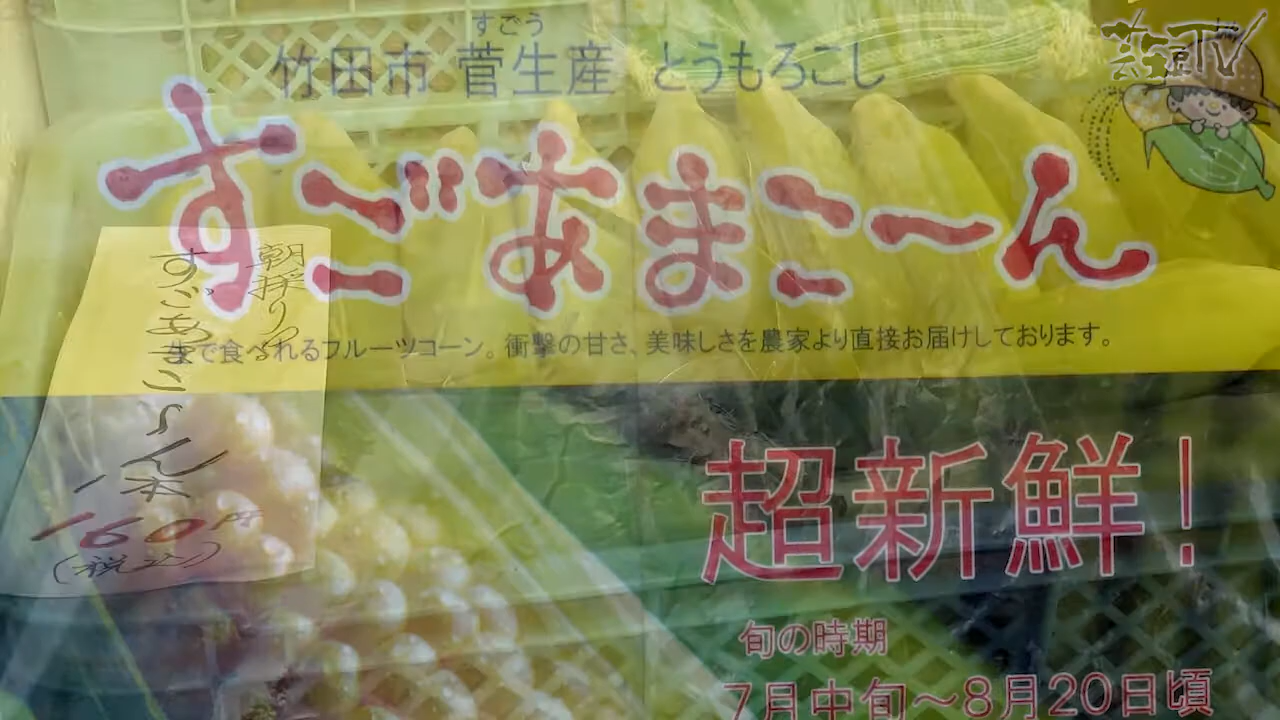 すごう
竹田市 菅生産 とうもろこし
すごあまこーん
生で食べれるフルーツコーン。衝撃の甘さ、美味しさを農家より直接お届けしております。
朝採り
すごあまこーん
一本
160円
(税込)
超新鮮!
旬の時期
7月中旬〜8月20日頃